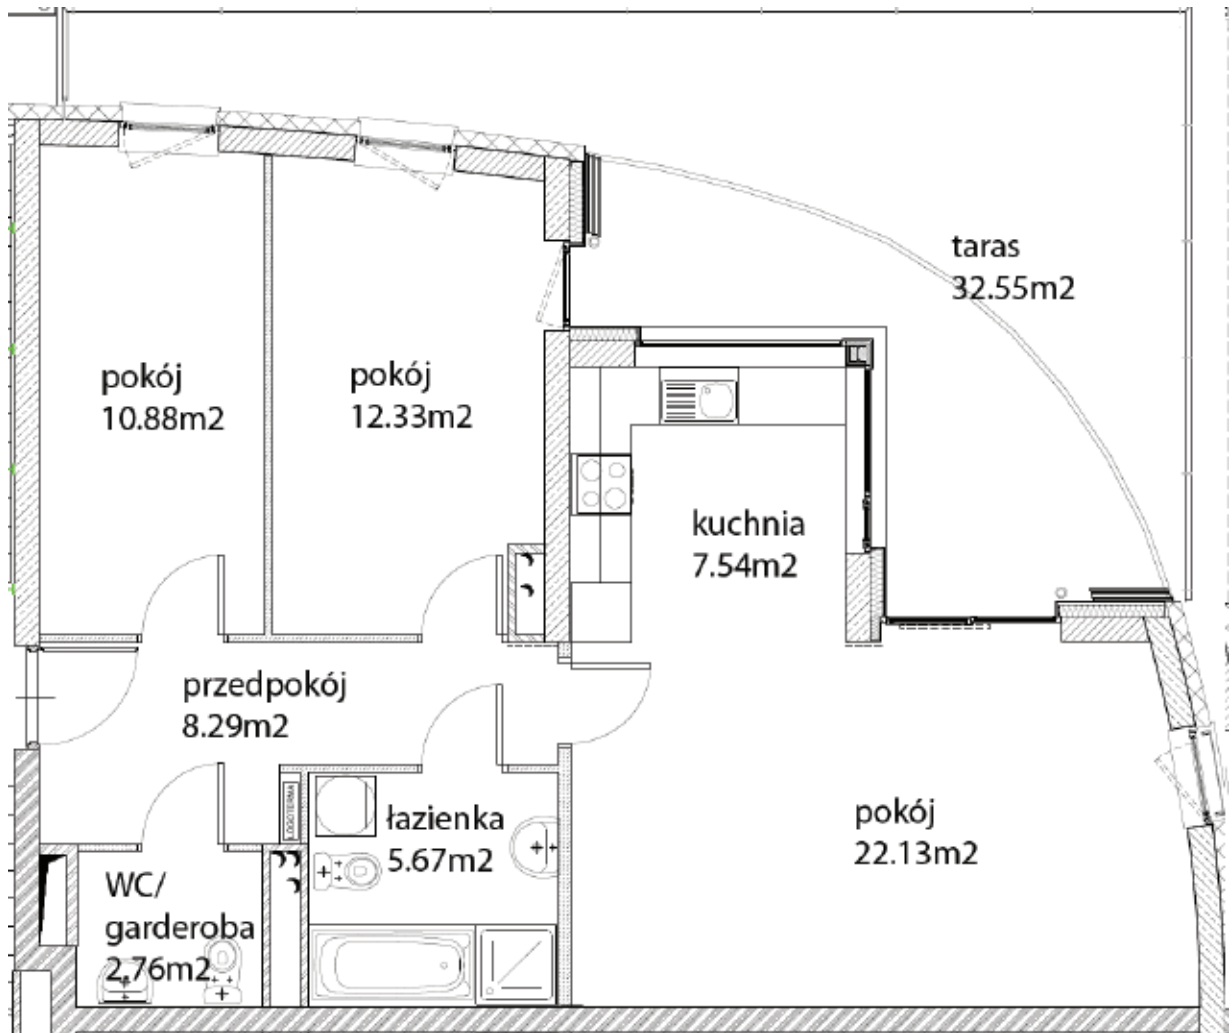 taras
32.55m2
pokój
10.88m2
pokój
12.33m2
kuchnia
7.54m2
przedpokój
8.29m2
pokój
22.13m2
łazienka
5.67m2
LOGOTERMA
WC/
garderoba
2.76m2